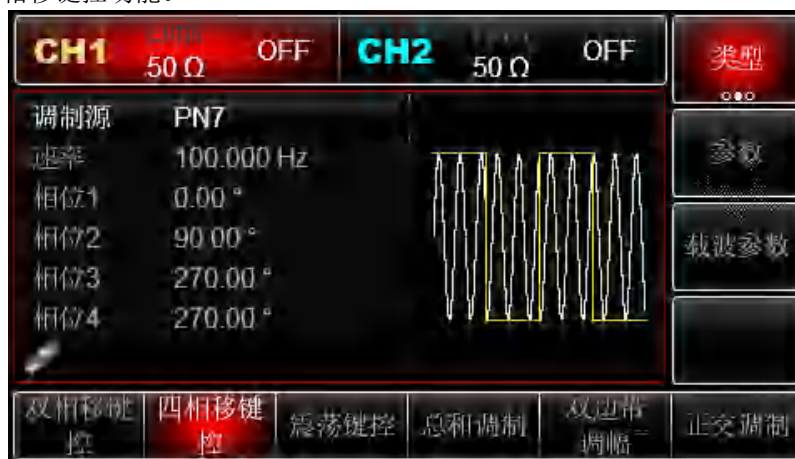 相移键控功能。
CH1 50 Ω OFF CH2 50 Ω OFF
类型
调制源 PN7
速率 100.000 Hz
参数
相位1 0.00 °
相位2 90.00 °
载波参数
相位3 270.00 °
相位4 270.00 °
双相移键控 四相移键控 震荡键控 总和调制 双边带调幅 正交调制